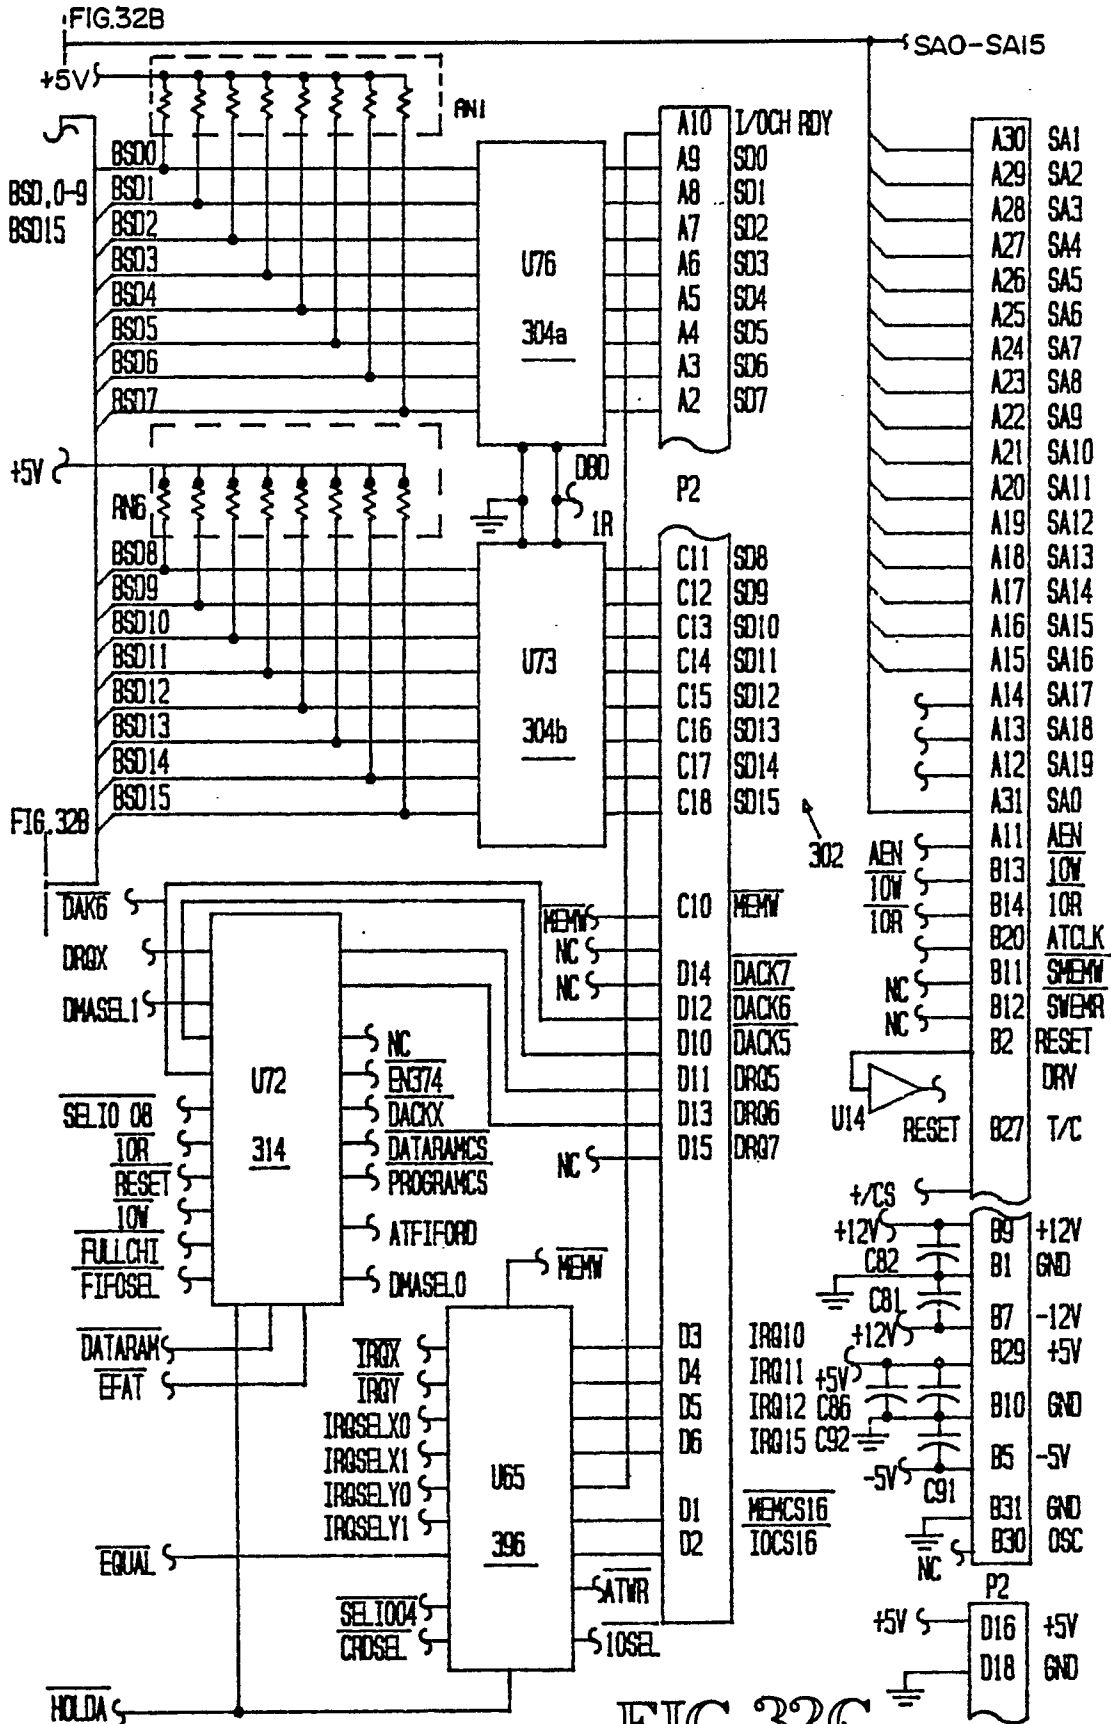 FIG.32B
SA0-SA15
+5V
RN1
BSD0
BSD1
BSD2
BSD3
BSD4
BSD5
BSD6
BSD7
BSD,0-9
BSD15
U76
304a
A10 I/OCH RDY
A9 SD0
A8 SD1
A7 SD2
A6 SD3
A5 SD4
A4 SD5
A3 SD6
A2 SD7
P2
+5V
RN6
DBD
1R
BSD8
BSD9
BSD10
BSD11
BSD12
BSD13
BSD14
BSD15
U73
304b
C11 SD8
C12 SD9
C13 SD10
C14 SD11
C15 SD12
C16 SD13
C17 SD14
C18 SD15
302
FIG.32B
DAK6
DRQX
DMASEL1
SELIO 08
IOR
RESET
IOW
FULLCHI
FIFOSEL
DATARAM
EFAT
U72
314
NC
EN374
DACKX
DATARAMCS
PROGRAMCS
ATFIFORD
DMASEL0
MEMW
C10 MEMW
NC
D14 DACK7
NC
D12 DACK6
D10 DACK5
D11 DRQ5
D13 DRQ6
NC
D15 DRQ7
MEMW
IRQX
IRQY
IRQSELX0
IRQSELX1
IRQSELY0
IRQSELY1
EQUAL
SELIO04
CRDSEL
HOLDA
U65
396
D3 IRQ10
D4 IRQ11
D5 IRQ12
D6 IRQ15
D1 MEMCS16
D2 IOCS16
ATWR
IOSEL
A30 SA1
A29 SA2
A28 SA3
A27 SA4
A26 SA5
A25 SA6
A24 SA7
A23 SA8
A22 SA9
A21 SA10
A20 SA11
A19 SA12
A18 SA13
A17 SA14
A16 SA15
A15 SA16
A14 SA17
A13 SA18
A12 SA19
A31 SA0
AEN A11 AEN
IOW B13 IOW
IOR B14 IOR
B20 ATCLK
NC B11 SMEMW
NC B12 SWEMR
B2 RESET
DRV
U14
RESET
B27 T/C
+/CS
+12V B9 +12V
C82 B1 GND
C81
+12V B7 -12V
+5V B29 +5V
C86
C92 B10 GND
-5V B5 -5V
C91
B31 GND
NC B30 OSC
P2
+5V D16 +5V
D18 GND
FIG.32C